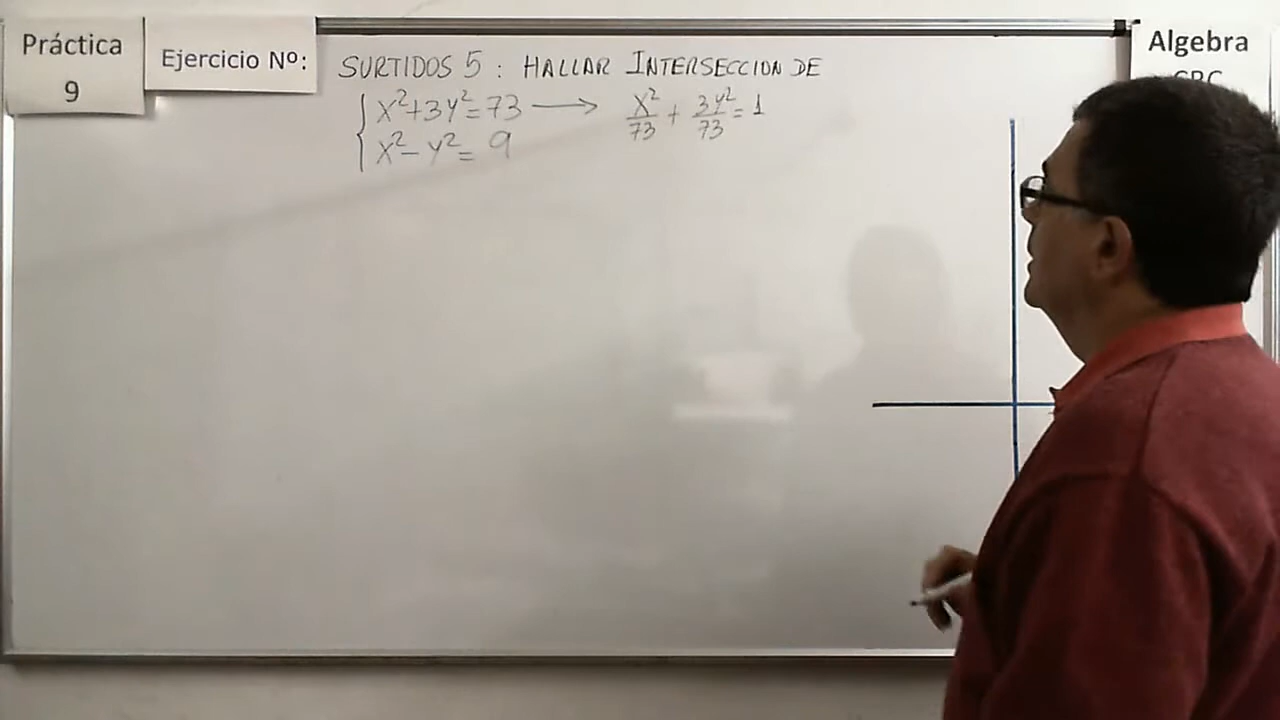 Práctica
9
Ejercicio Nº:
SURTIDOS 5 : HALLAR INTERSECCION DE
x²+3y²=73 → x²/73 + 3y²/73 = 1
x²-y²= 9
Algebra
CBC